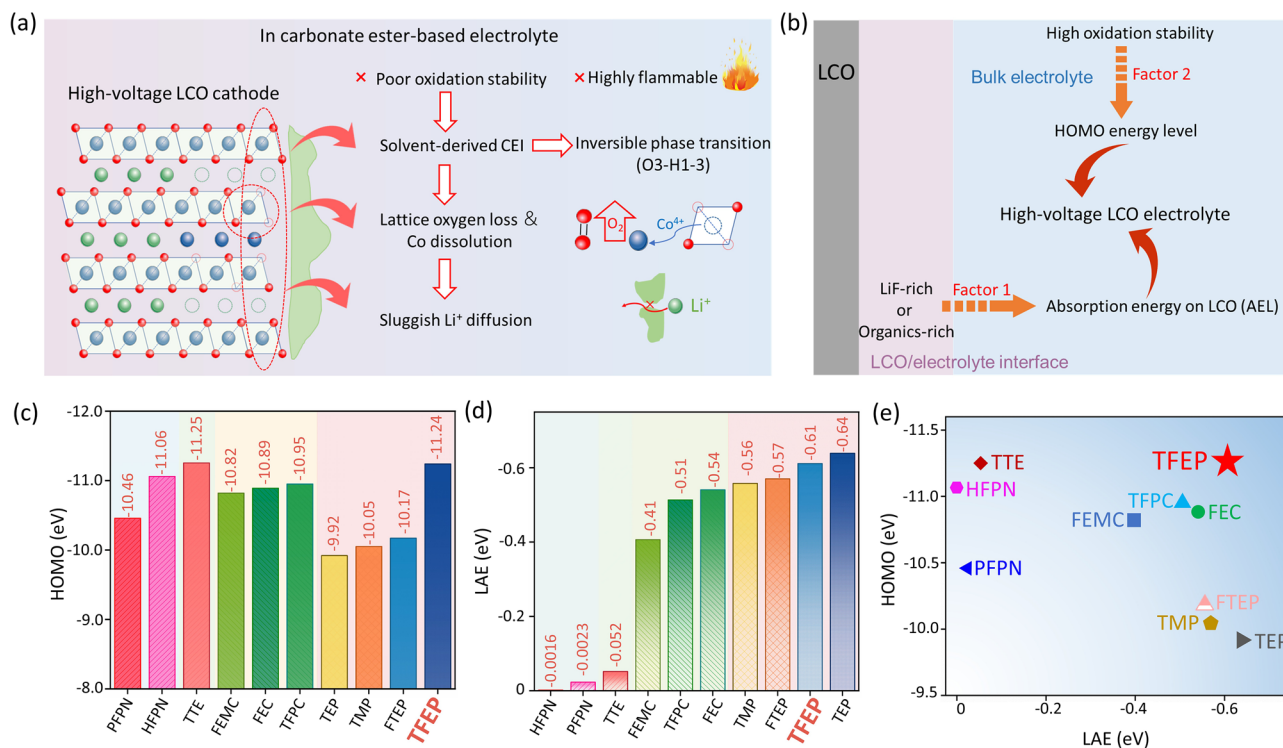 (a)
In carbonate ester-based electrolyte
× Poor oxidation stability
× Highly flammable
High-voltage LCO cathode
Solvent-derived CEI
Inversible phase transition
(O3-H1-3)
Lattice oxygen loss &
Co dissolution
O2
Co4+
Sluggish Li+ diffusion
Li+
(b)
LCO
High oxidation stability
Bulk electrolyte
Factor 2
HOMO energy level
High-voltage LCO electrolyte
LiF-rich
or
Organics-rich
Factor 1
Absorption energy on LCO (AEL)
LCO/electrolyte interface
(c)
HOMO (eV)
-12.0
-11.0
-10.0
-9.0
-8.0
-10.46
-11.06
-11.25
-10.82
-10.89
-10.95
-9.92
-10.05
-10.17
-11.24
PFPN
HFPN
TTE
FEMC
FEC
TFPC
TEP
TMP
FTEP
TFEP
(d)
LAE (eV)
-0.6
-0.4
-0.2
0
-0.0016
-0.0023
-0.052
-0.41
-0.51
-0.54
-0.56
-0.57
-0.61
-0.64
HFPN
PFPN
TTE
FEMC
TFPC
FEC
TMP
FTEP
TFEP
TEP
(e)
HOMO (eV)
-11.5
-11.0
-10.5
-10.0
-9.5
TTE
TFEP
HFPN
TFPC
FEC
FEMC
PFPN
FTEP
TMP
TEP
0
-0.2
-0.4
-0.6
LAE (eV)